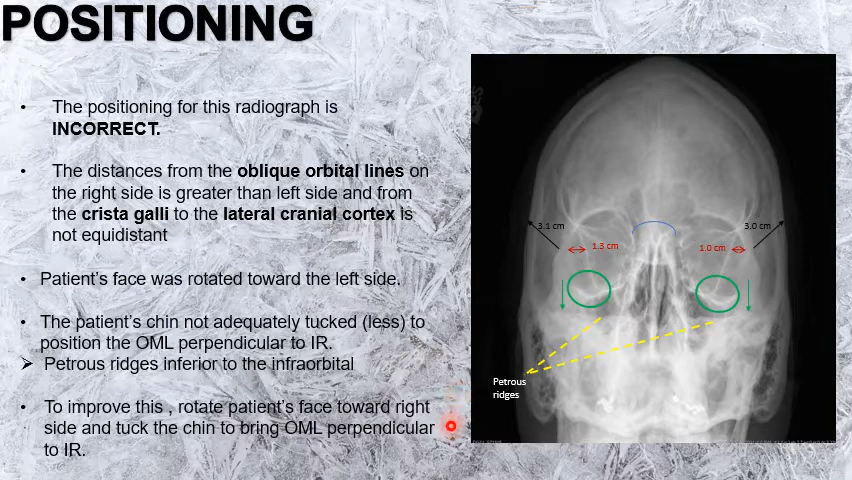 POSITIONING
• The positioning for this radiograph is
INCORRECT.
• The distances from the oblique orbital lines on
the right side is greater than left side and from
the crista galli to the lateral cranial cortex is
not equidistant
• Patient's face was rotated toward the left side.
• The patient's chin not adequately tucked (less) to
position the OML perpendicular to IR.
➢ Petrous ridges inferior to the infraorbital
• To improve this , rotate patient's face toward right
side and tuck the chin to bring OML perpendicular
to IR.
3.1 cm
3.0 cm
1.3 cm
1.0 cm
Petrous
ridges